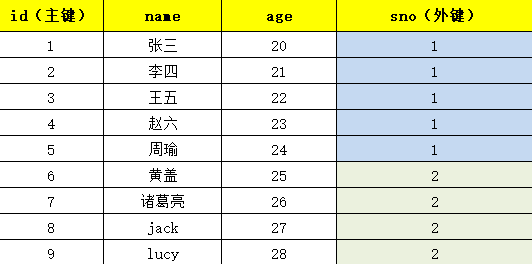 id（主键） name age sno（外键）
1 张三 20 1
2 李四 21 1
3 王五 22 1
4 赵六 23 1
5 周瑜 24 1
6 黄盖 25 2
7 诸葛亮 26 2
8 jack 27 2
9 lucy 28 2